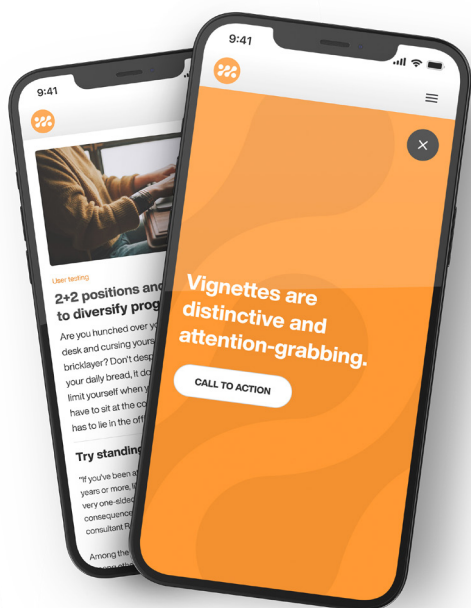 9:41
User testing
2+2 positions and
to diversify prog
Are you hunched over yo
desk and cursing yours
bricklayer? Don't desp
your daily bread, it do
limit yourself when y
have to sit at the co
has to lie in the off
Try standing
"If you've been a
years or more,
very one-sided
consequenc
consultant R
Among the
9:41
Vignettes are
distinctive and
attention-grabbing.
CALL TO ACTION